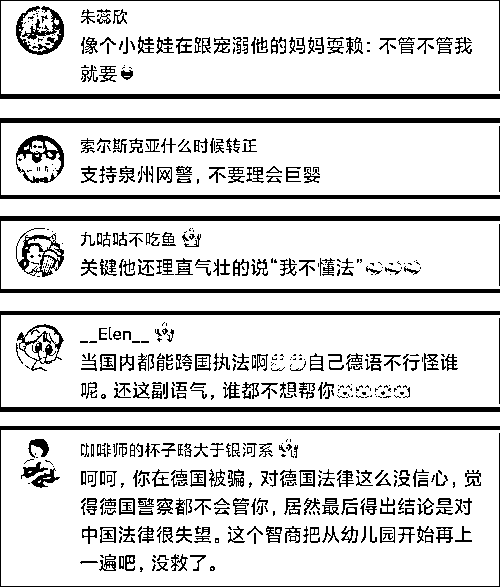 朱蕊欣
像个小娃娃在跟宠溺他的妈妈耍赖：不管不管我
就要
索尔斯克亚什么时候转正
支持泉州网警，不要理会巨婴
九咕咕不吃鱼
关键他还理直气壮的说“我不懂法”
__Elen__
当国内都能跨国执法啊自己德语不行怪谁
呢。还这副语气，谁都不想帮你
咖啡师的杯子略大于银河系
呵呵，你在德国被骗，对德国法律这么没信心，觉
得德国警察都不会管你，居然最后得出结论是对
中国法律很失望。这个智商把从幼儿园开始再上
一遍吧，没救了。